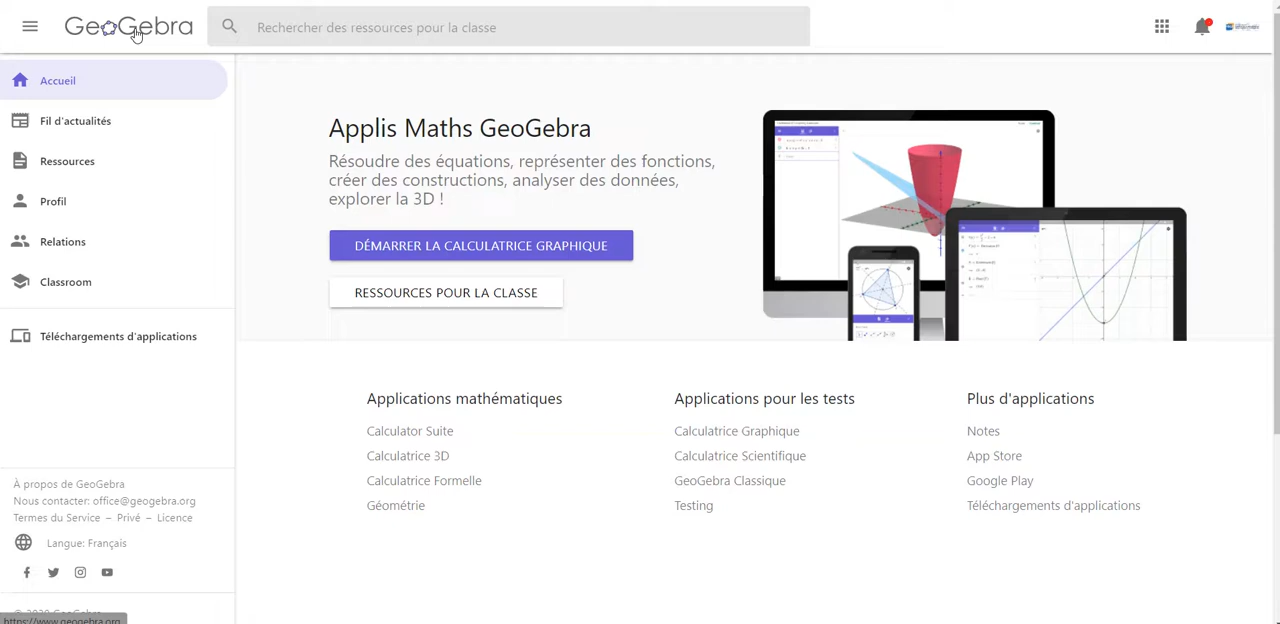 GeoGebra
Rechercher des ressources pour la classe
Accueil
Fil d'actualités
Ressources
Profil
Relations
Classroom
Téléchargements d'applications
Applis Maths GeoGebra
Résoudre des équations, représenter des fonctions,
créer des constructions, analyser des données,
explorer la 3D !
DÉMARRER LA CALCULATRICE GRAPHIQUE
RESSOURCES POUR LA CLASSE
Applications mathématiques
Calculator Suite
Calculatrice 3D
Calculatrice Formelle
Géométrie
Applications pour les tests
Calculatrice Graphique
Calculatrice Scientifique
GeoGebra Classique
Testing
Plus d'applications
Notes
App Store
Google Play
Téléchargements d'applications
À propos de GeoGebra
Nous contacter: office@geogebra.org
Termes du Service – Privé – Licence
Langue: Français
GeoGebra
https://www.geogebra.org